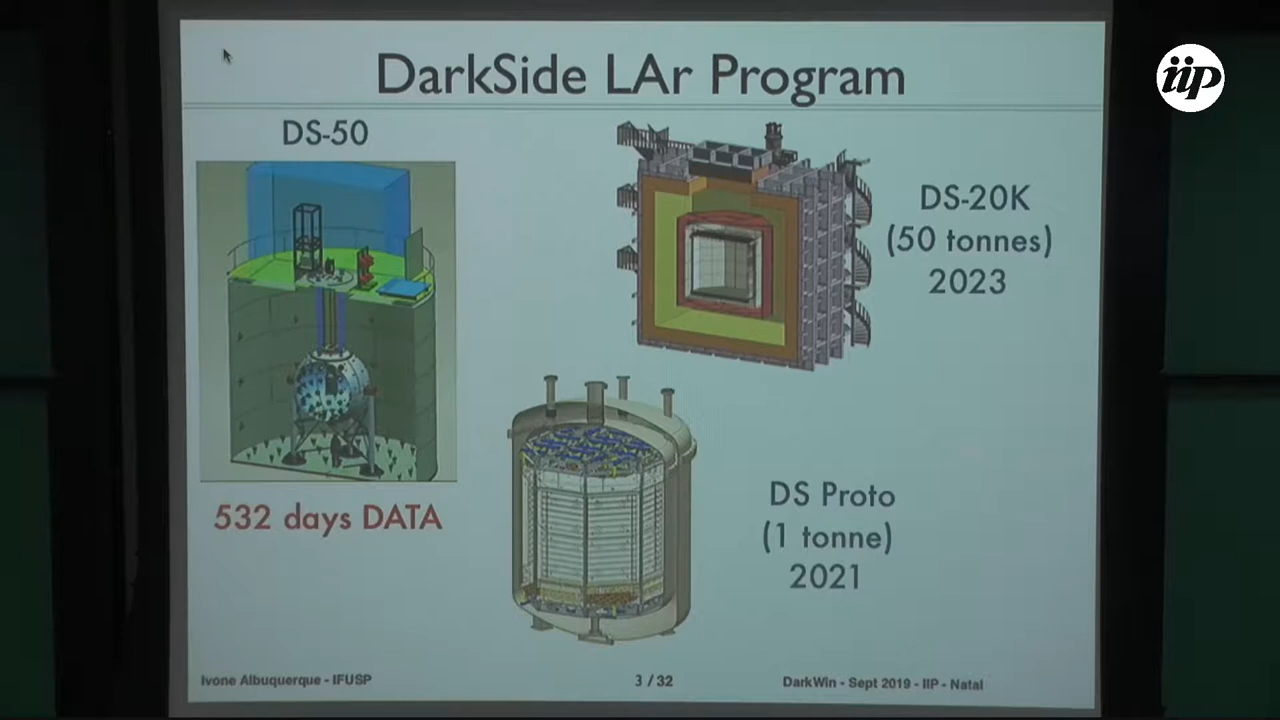 DarkSide LAr Program
iip
DS-50
DS-20K
(50 tonnes)
2023
532 days DATA
DS Proto
(1 tonne)
2021
Ivone Albuquerque - IFUSP
3 / 32
DarkWin - Sept 2019 - IIP - Natal